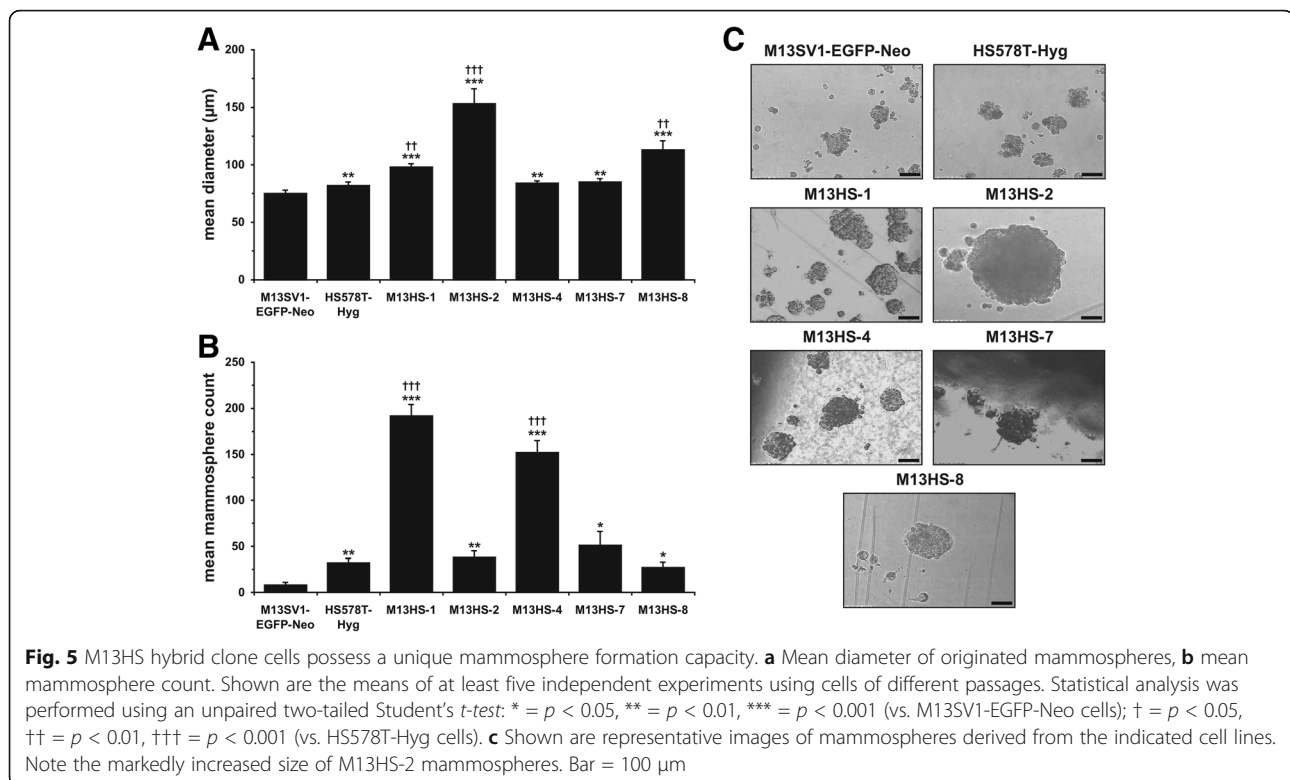 A
200
150
100
50
0
mean diameter (µm)
**
††
***
†††
***
**
**
††
***
M13SV1-
EGFP-Neo
HS578T-
Hyg
M13HS-1
M13HS-2
M13HS-4
M13HS-7
M13HS-8
B
250
200
150
100
50
0
mean mammosphere count
**
†††
***
**
†††
***
*
*
M13SV1-
EGFP-Neo
HS578T-
Hyg
M13HS-1
M13HS-2
M13HS-4
M13HS-7
M13HS-8
C
M13SV1-EGFP-Neo
HS578T-Hyg
M13HS-1
M13HS-2
M13HS-4
M13HS-7
M13HS-8
Fig. 5 M13HS hybrid clone cells possess a unique mammosphere formation capacity. a Mean diameter of originated mammospheres, b mean
mammosphere count. Shown are the means of at least five independent experiments using cells of different passages. Statistical analysis was
performed using an unpaired two-tailed Student's t-test: * = p < 0.05, ** = p < 0.01, *** = p < 0.001 (vs. M13SV1-EGFP-Neo cells); † = p < 0.05,
†† = p < 0.01, ††† = p < 0.001 (vs. HS578T-Hyg cells). c Shown are representative images of mammospheres derived from the indicated cell lines.
Note the markedly increased size of M13HS-2 mammospheres. Bar = 100 µm